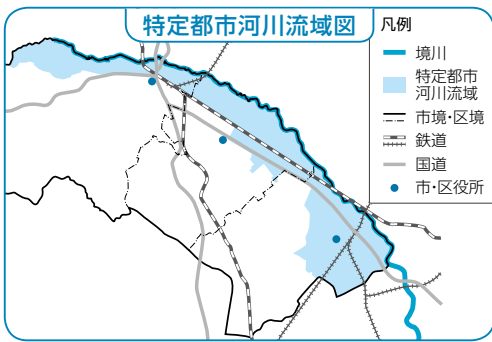 特定都市河川流域図
凡例
境川
特定都市
河川流域
市境・区境
鉄道
国道
市・区役所